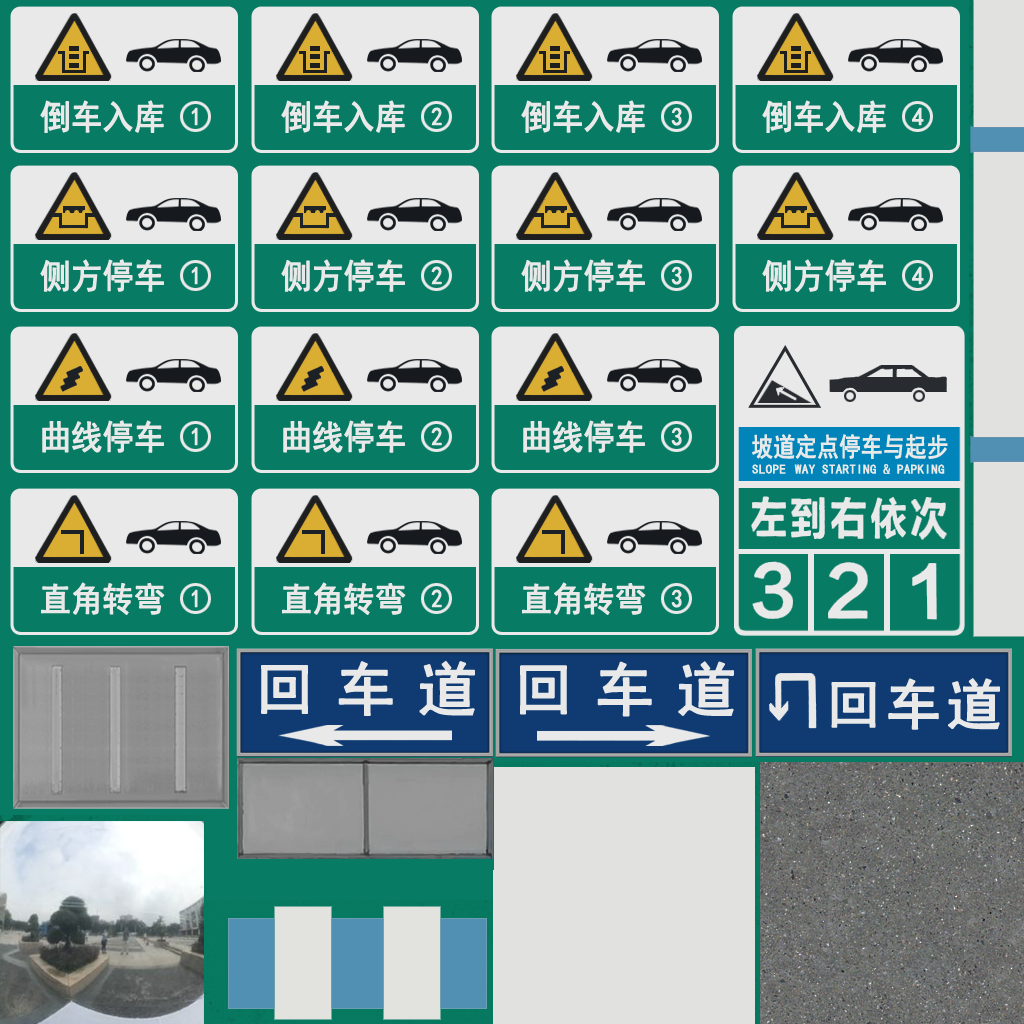 倒车入库 ①
倒车入库 ②
倒车入库 ③
倒车入库 ④
侧方停车 ①
侧方停车 ②
侧方停车 ③
侧方停车 ④
曲线停车 ①
曲线停车 ②
曲线停车 ③
坡道定点停车与起步
SLOPE WAY STARTING & PAPKING
左到右依次
3 2 1
直角转弯 ①
直角转弯 ②
直角转弯 ③
回车道
回车道
回车道